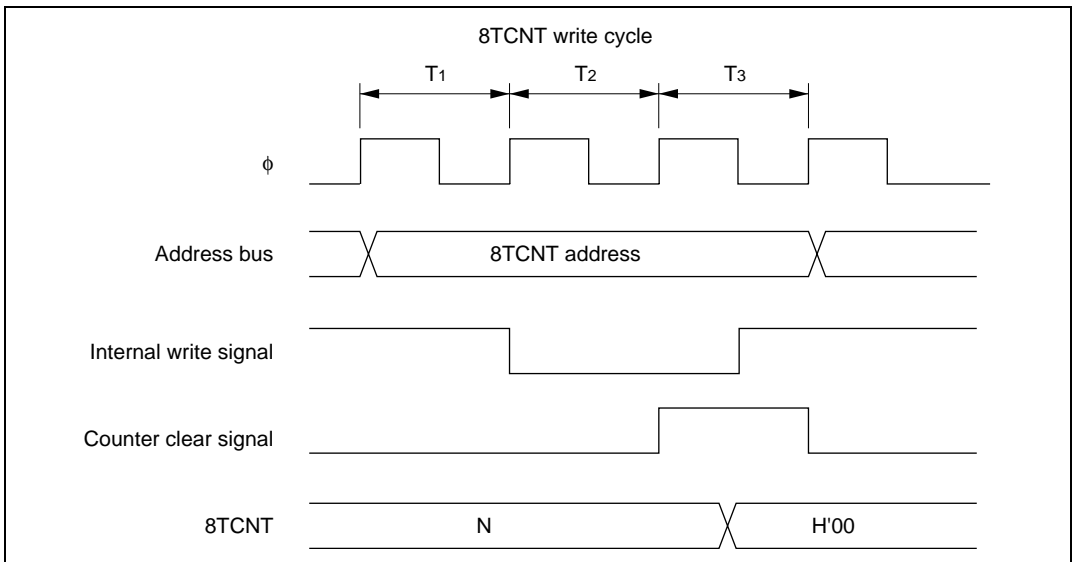 8TCNT write cycle
T1 T2 T3
φ
Address bus 8TCNT address
Internal write signal
Counter clear signal
8TCNT N H'00